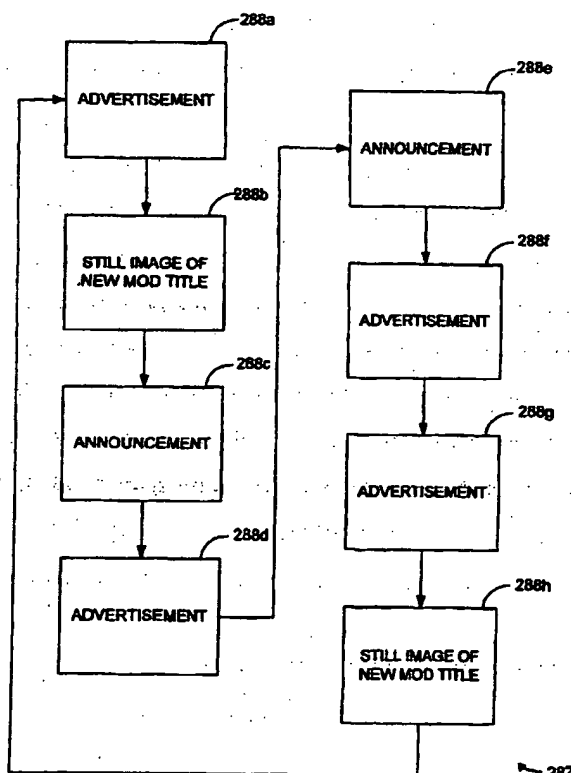 288a
ADVERTISEMENT
288b
STILL IMAGE OF
NEW MOD TITLE
288c
ANNOUNCEMENT
288d
ADVERTISEMENT
288e
ANNOUNCEMENT
288f
ADVERTISEMENT
288g
ADVERTISEMENT
288h
STILL IMAGE OF
NEW MOD TITLE
287